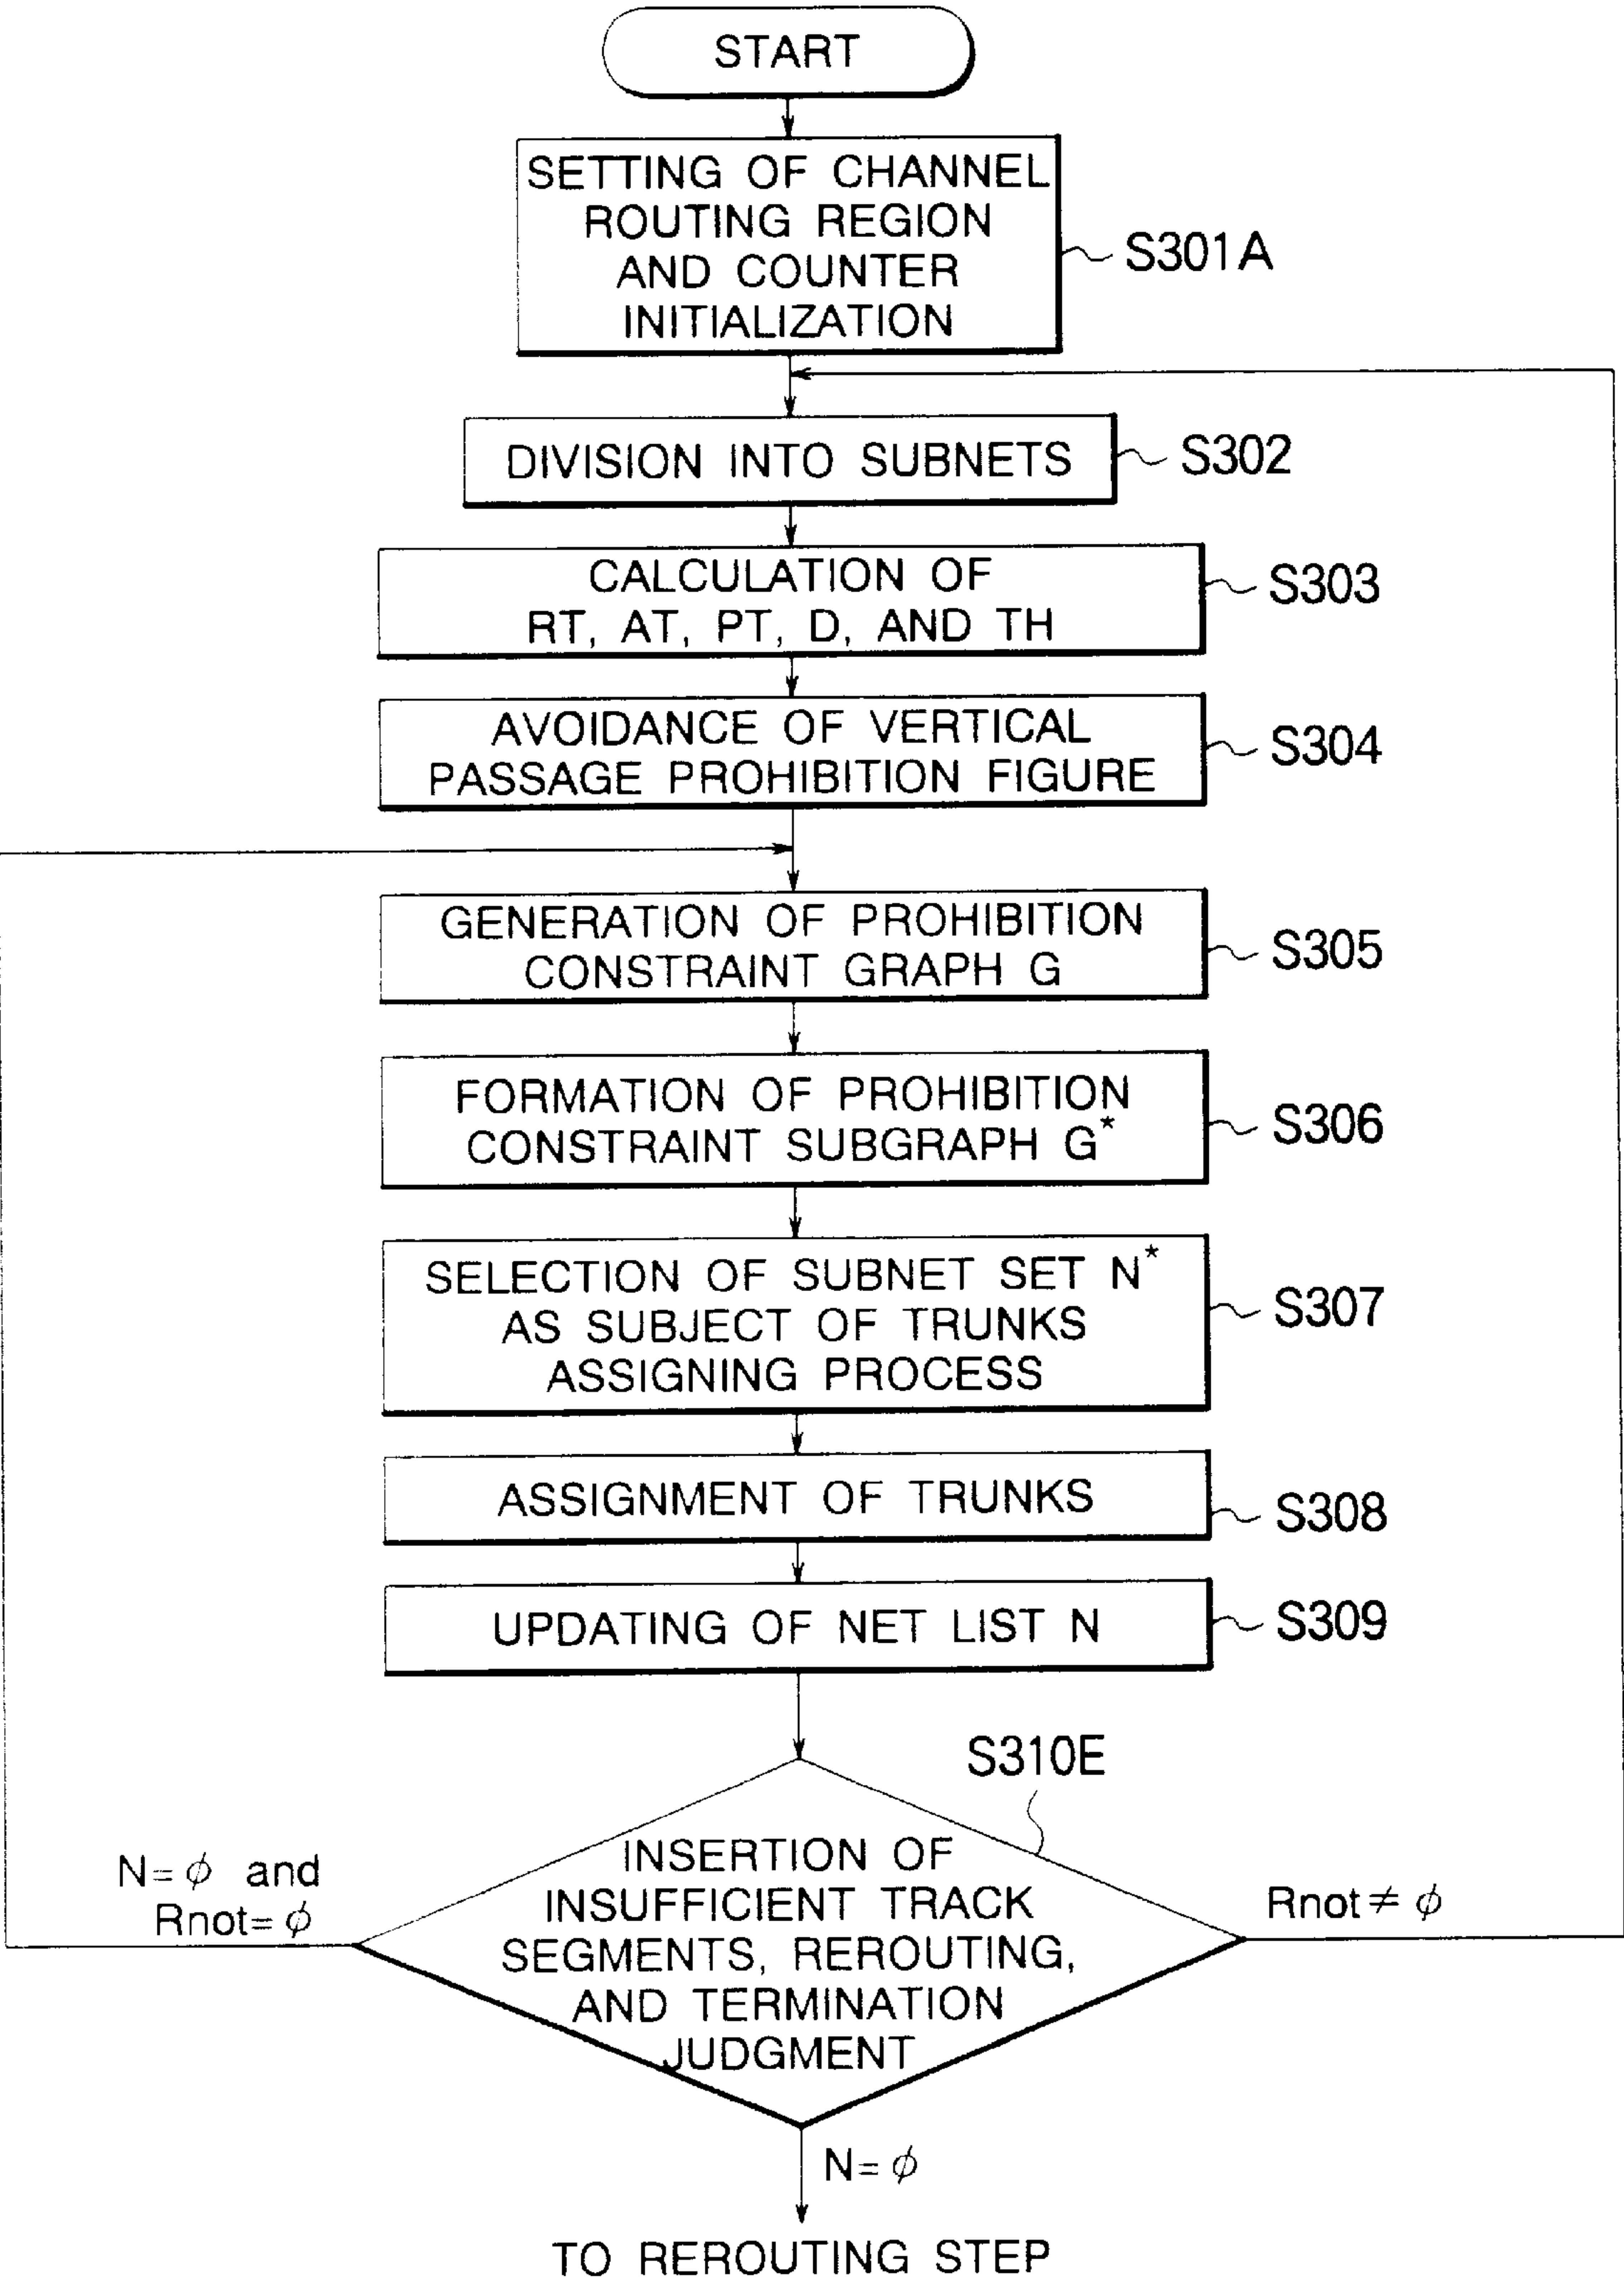 START
SETTING OF CHANNEL
ROUTING REGION
AND COUNTER
INITIALIZATION
S301A
DIVISION INTO SUBNETS
S302
CALCULATION OF
RT, AT, PT, D, AND TH
S303
AVOIDANCE OF VERTICAL
PASSAGE PROHIBITION FIGURE
S304
GENERATION OF PROHIBITION
CONSTRAINT GRAPH G
S305
FORMATION OF PROHIBITION
CONSTRAINT SUBGRAPH G*
S306
SELECTION OF SUBNET SET N*
AS SUBJECT OF TRUNKS
ASSIGNING PROCESS
S307
ASSIGNMENT OF TRUNKS
S308
UPDATING OF NET LIST N
S309
S310E
INSERTION OF
INSUFFICIENT TRACK
SEGMENTS, REROUTING,
AND TERMINATION
JUDGMENT
N=ϕ and
Rnot=ϕ
Rnot≠ϕ
N=ϕ
TO REROUTING STEP